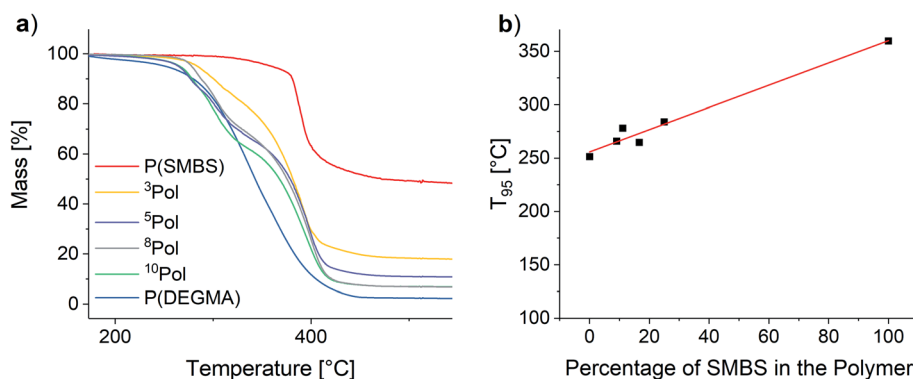 a)
100
80
60
40
20
0
Mass [%]
P(SMBS)
³Pol
⁵Pol
⁸Pol
¹⁰Pol
P(DEGMA)
200
400
Temperature [°C]
b)
350
300
250
200
150
100
T₉₅ [°C]
0
20
40
60
80
100
Percentage of SMBS in the Polymer